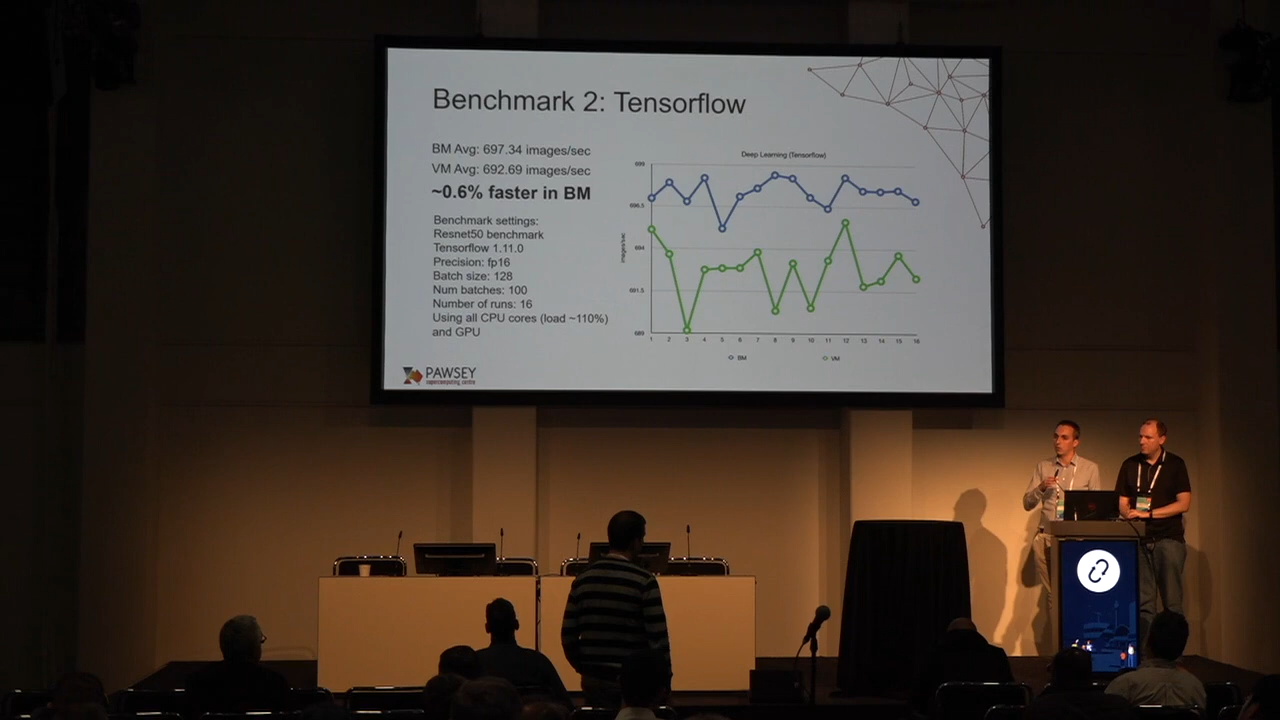 Benchmark 2: Tensorflow
BM Avg: 697.34 images/sec
VM Avg: 692.69 images/sec
~0.6% faster in BM
Benchmark settings:
Resnet50 benchmark
Tensorflow 1.11.0
Precision: fp16
Batch size: 128
Num batches: 100
Number of runs: 16
Using all CPU cores (load ~110%)
and GPU
Deep Learning (Tensorflow)
699
696.5
694
691.5
689
images/sec
1 2 3 4 5 6 7 8 9 10 11 12 13 14 15 16
BM VM
PAWSEY
supercomputing centre